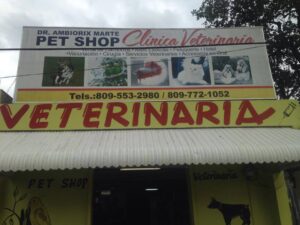 DR. AMBIORIX MARTE
PET SHOP Clinica Veterinaria
Tels.:809-553-2980 / 809-772-1052
VETERINARIA
PET SHOP
Veterinaria